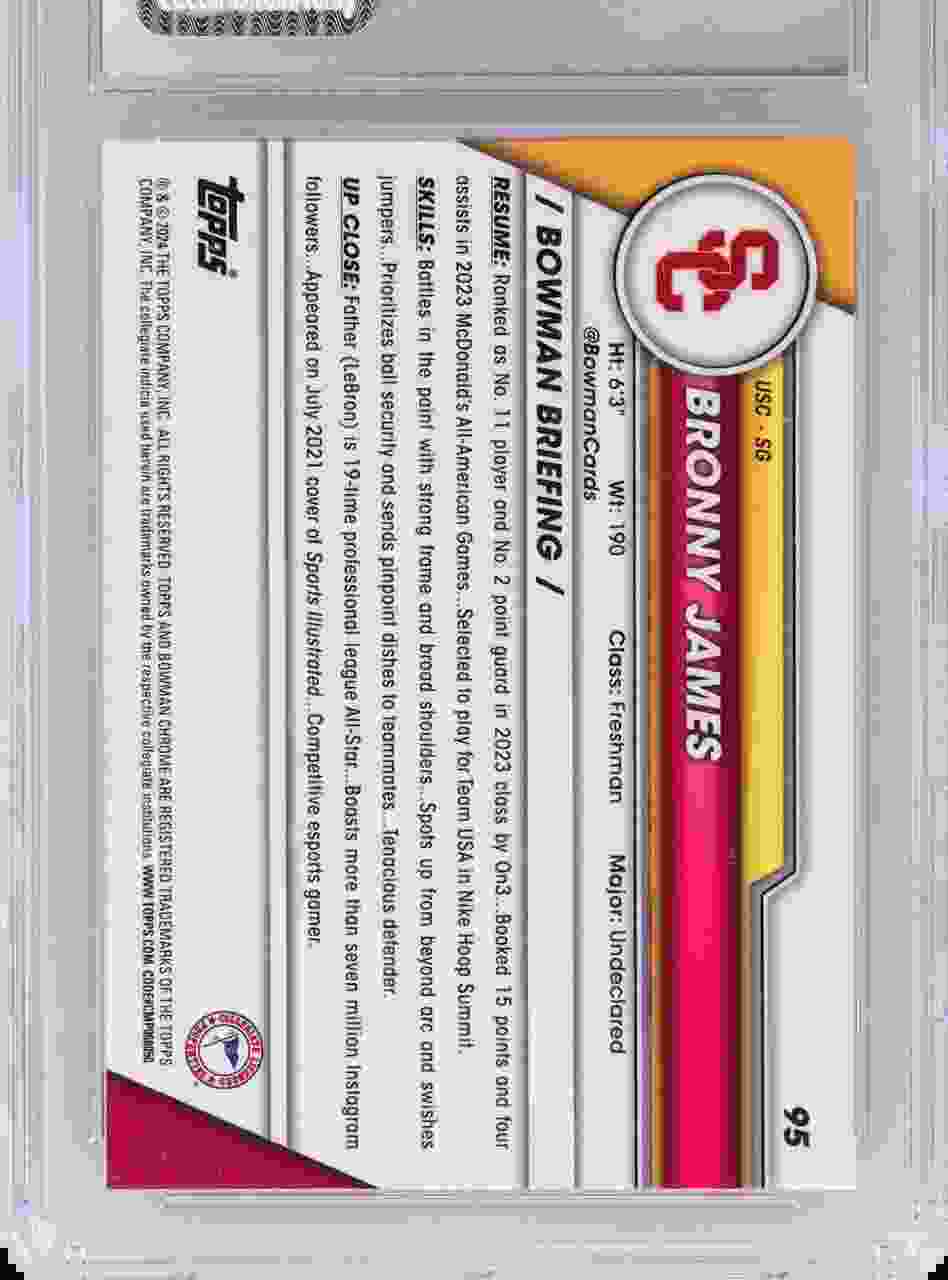 95
USC - SG
SC
BRONNY JAMES
Ht: 6'3" Wt: 190 Class: Freshman Major: Undeclared
@BowmanCards
/ BOWMAN BRIEFING /
RESUME: Ranked as No. 11 player and No. 2 point guard in 2023 class by On3...Booked 15 points and four
assists in 2023 McDonald's All-American Games...Selected to play for Team USA in Nike Hoop Summit.
SKILLS: Battles in the paint with strong frame and broad shoulders...Spots up from beyond arc and swishes
jumpers...Prioritizes ball security and sends pinpoint dishes to teammates...Tenacious defender.
UP CLOSE: Father (LeBron) is 19-time professional league All-Star...Boasts more than seven million Instagram
followers...Appeared on July 2021 cover of Sports Illustrated...Competitive esports gamer.
topps®
® & © 2024 THE TOPPS COMPANY, INC. ALL RIGHTS RESERVED. TOPPS AND BOWMAN CHROME ARE REGISTERED TRADEMARKS OF THE TOPPS
COMPANY, INC. The collegiate indicia used herein are trademarks owned by the respective collegiate institutions. WWW.TOPPS.COM